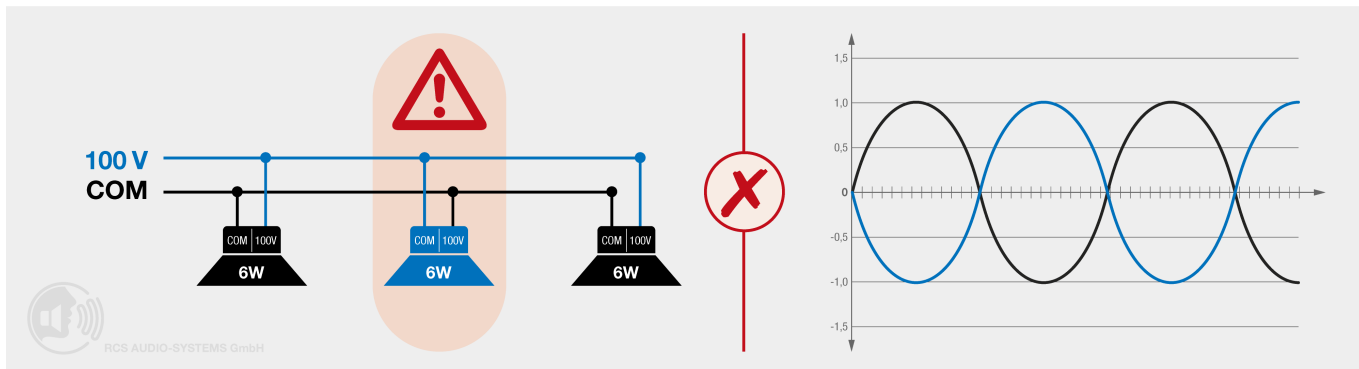 100 V
COM
COM 100V
6W
COM 100V
6W
COM 100V
6W
RCS AUDIO-SYSTEMS GmbH
1,5
1,0
0,5
0
-0,5
-1,0
-1,5